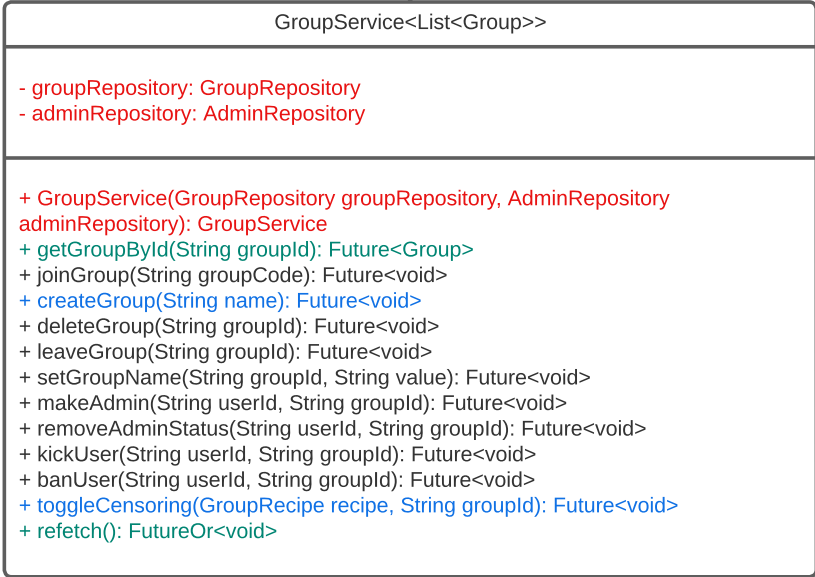 GroupService<List<Group>>
- groupRepository: GroupRepository
- adminRepository: AdminRepository
+ GroupService(GroupRepository groupRepository, AdminRepository
adminRepository): GroupService
+ getGroupById(String groupId): Future<Group>
+ joinGroup(String groupCode): Future<void>
+ createGroup(String name): Future<void>
+ deleteGroup(String groupId): Future<void>
+ leaveGroup(String groupId): Future<void>
+ setGroupName(String groupId, String value): Future<void>
+ makeAdmin(String userId, String groupId): Future<void>
+ removeAdminStatus(String userId, String groupId): Future<void>
+ kickUser(String userId, String groupId): Future<void>
+ banUser(String userId, String groupId): Future<void>
+ toggleCensoring(GroupRecipe recipe, String groupId): Future<void>
+ refetch(): FutureOr<void>